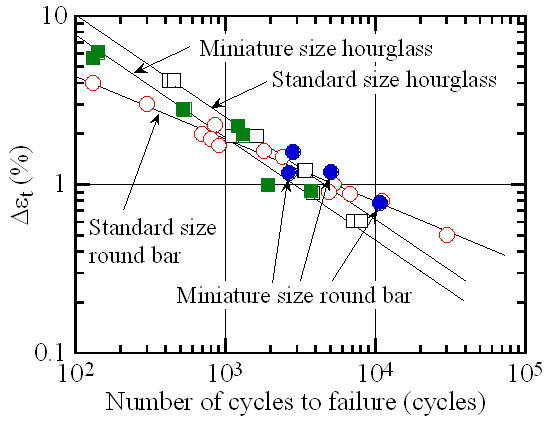 10
Miniature size hourglass
Standard size hourglass
Δεt (%)
1
Standard size
round bar
Miniature size round bar
0.1
10² 10³ 10⁴ 10⁵
Number of cycles to failure (cycles)